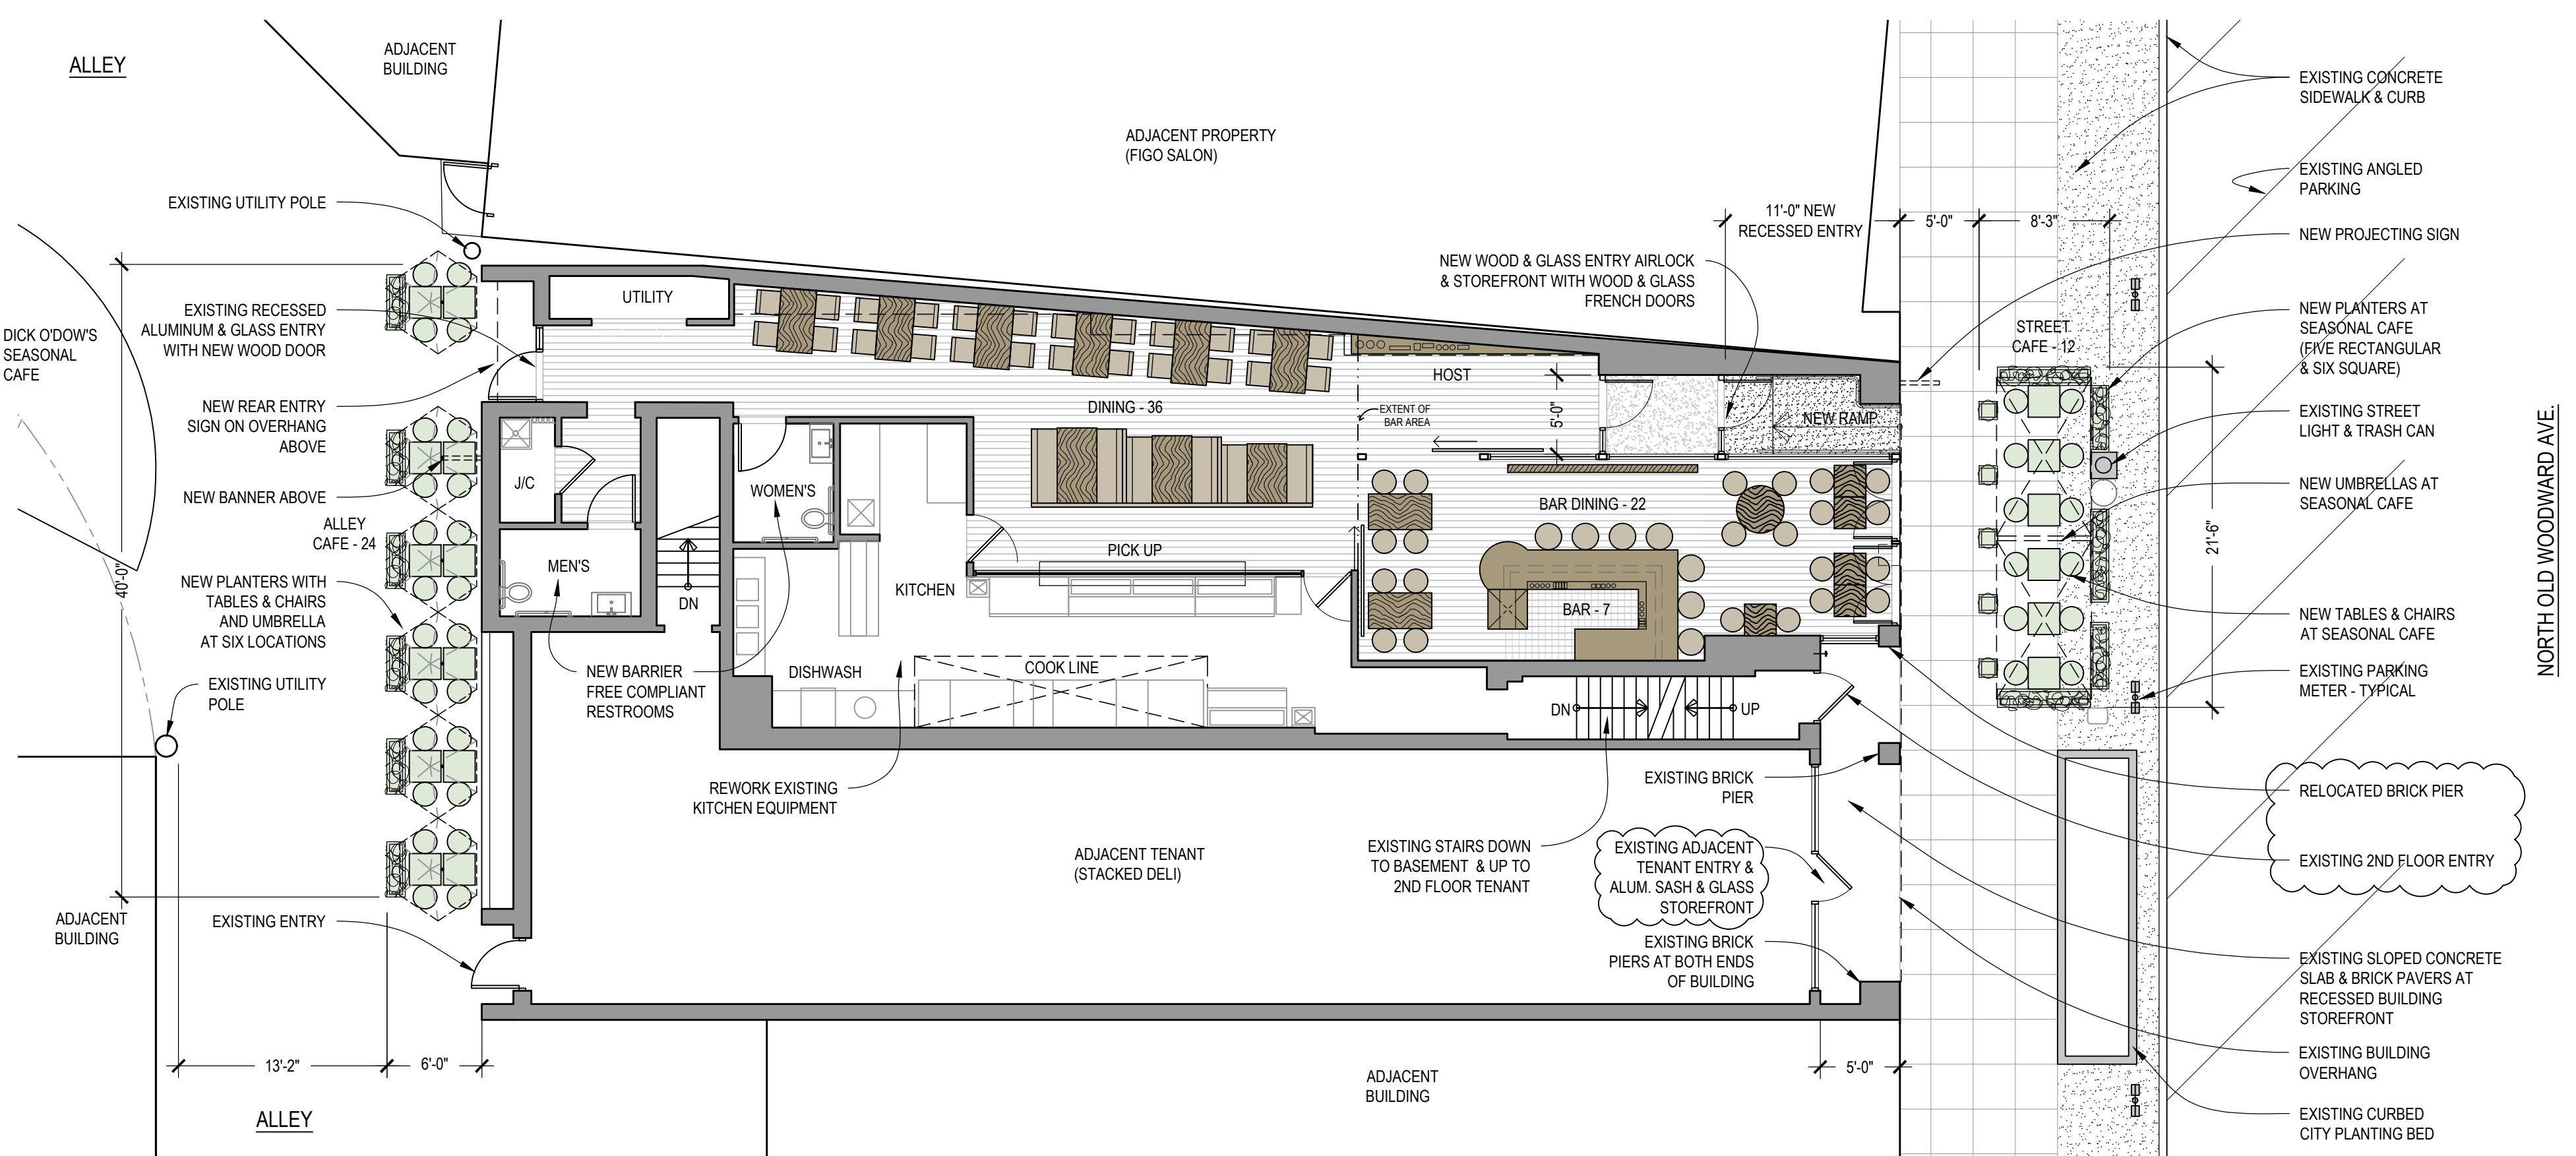 ALLEY
ADJACENT
BUILDING
EXISTING UTILITY POLE
DICK O'DOW'S
SEASONAL
CAFE
EXISTING RECESSED
ALUMINUM & GLASS ENTRY
WITH NEW WOOD DOOR
NEW REAR ENTRY
SIGN ON OVERHANG
ABOVE
NEW BANNER ABOVE
ALLEY
CAFE - 24
40'-0"
NEW PLANTERS WITH
TABLES & CHAIRS
AND UMBRELLA
AT SIX LOCATIONS
EXISTING UTILITY
POLE
ADJACENT
BUILDING
EXISTING ENTRY
13'-2"
6'-0"
ALLEY
ADJACENT PROPERTY
(FIGO SALON)
UTILITY
J/C
MEN'S
DN
WOMEN'S
KITCHEN
DISHWASH
NEW BARRIER
FREE COMPLIANT
RESTROOMS
COOK LINE
PICK UP
DINING - 36
HOST
EXTENT OF
BAR AREA
5'-0"
NEW RAMP
BAR DINING - 22
BAR - 7
DN
UP
REWORK EXISTING
KITCHEN EQUIPMENT
ADJACENT TENANT
(STACKED DELI)
EXISTING STAIRS DOWN
TO BASEMENT & UP TO
2ND FLOOR TENANT
EXISTING BRICK
PIER
EXISTING ADJACENT
TENANT ENTRY &
ALUM. SASH & GLASS
STOREFRONT
EXISTING BRICK
PIERS AT BOTH ENDS
OF BUILDING
ADJACENT
BUILDING
5'-0"
NEW WOOD & GLASS ENTRY AIRLOCK
& STOREFRONT WITH WOOD & GLASS
FRENCH DOORS
11'-0" NEW
RECESSED ENTRY
5'-0"
8'-3"
STREET
CAFE - 12
21'-6"
EXISTING CONCRETE
SIDEWALK & CURB
EXISTING ANGLED
PARKING
NEW PROJECTING SIGN
NEW PLANTERS AT
SEASONAL CAFE
(FIVE RECTANGULAR
& SIX SQUARE)
EXISTING STREET
LIGHT & TRASH CAN
NEW UMBRELLAS AT
SEASONAL CAFE
NEW TABLES & CHAIRS
AT SEASONAL CAFE
EXISTING PARKING
METER - TYPICAL
RELOCATED BRICK PIER
EXISTING 2ND FLOOR ENTRY
EXISTING SLOPED CONCRETE
SLAB & BRICK PAVERS AT
RECESSED BUILDING
STOREFRONT
EXISTING BUILDING
OVERHANG
EXISTING CURBED
CITY PLANTING BED
NORTH OLD WOODWARD AVE.